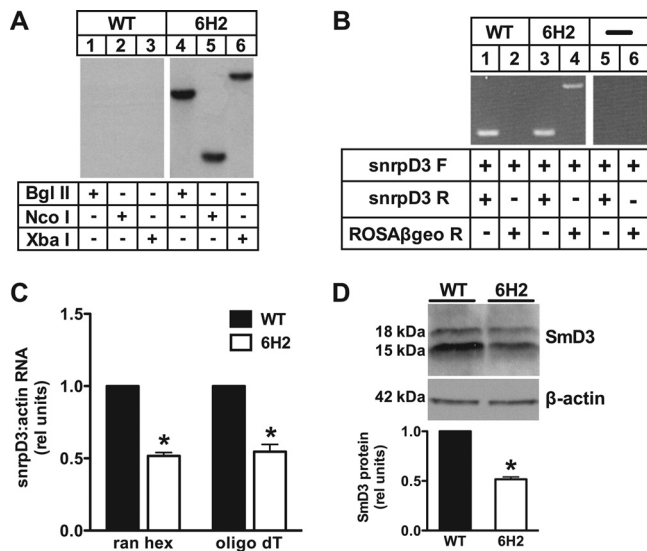 A
WT 6H2
1 2 3 4 5 6
Bgl II + - - + - -
Nco I - + - - + -
Xba I - - + - - +
B
WT 6H2 —
1 2 3 4 5 6
snrpD3 F + + + + + +
snrpD3 R + - + - + -
ROSAβgeo R - + - + - +
C
snrpD3:actin RNA
(rel units)
1.5
1.0
0.5
0.0
WT
6H2
*
*
ran hex oligo dT
D
WT 6H2
18 kDa
15 kDa
SmD3
42 kDa
β-actin
SmD3 protein
(rel units)
1.0
0.5
0.0
*
WT 6H2